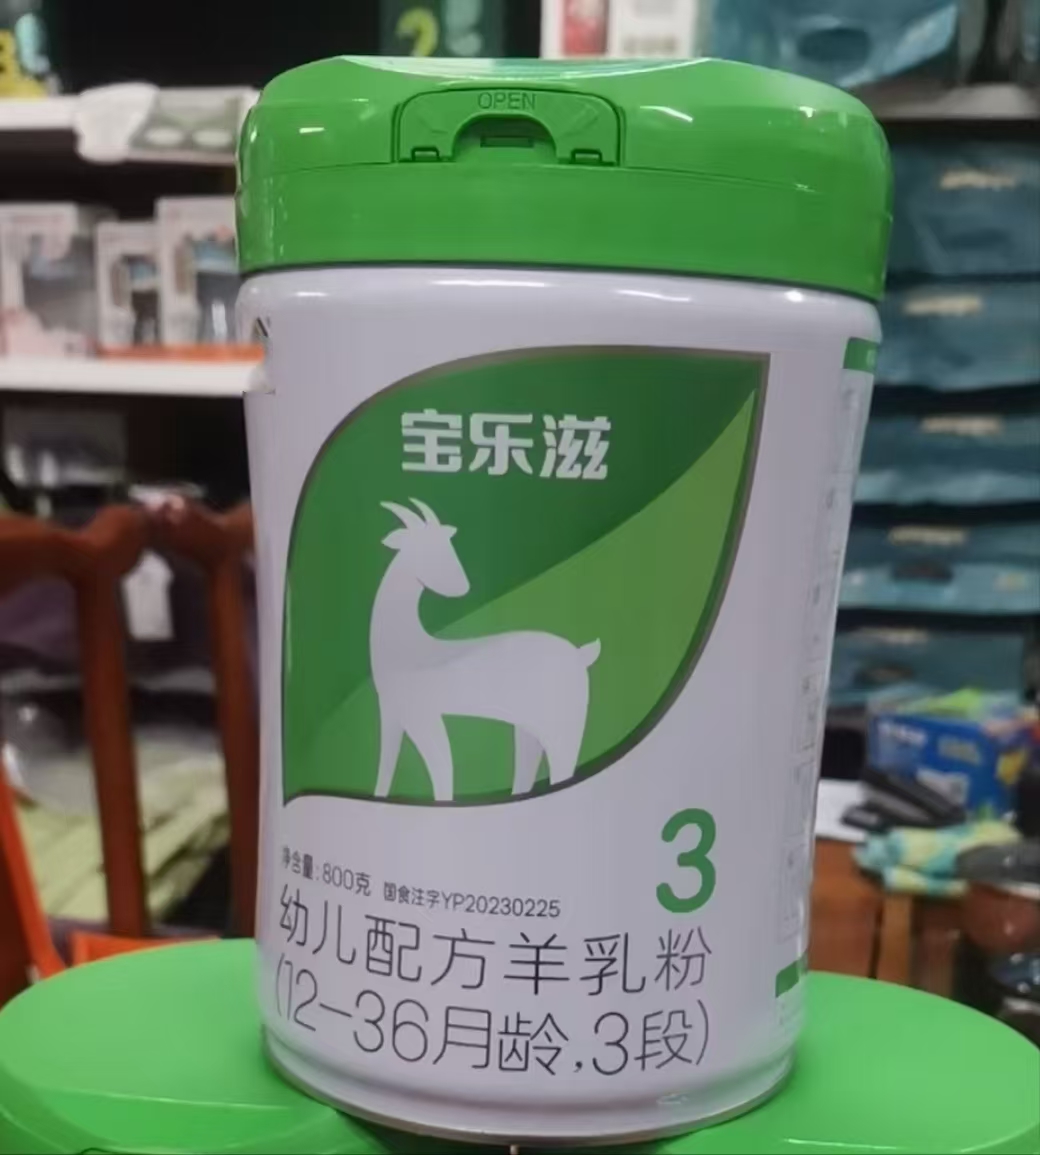 OPEN
宝乐滋
3
净含量:800克 国食注字YP20230225
幼儿配方羊乳粉
(12-36月龄,3段)